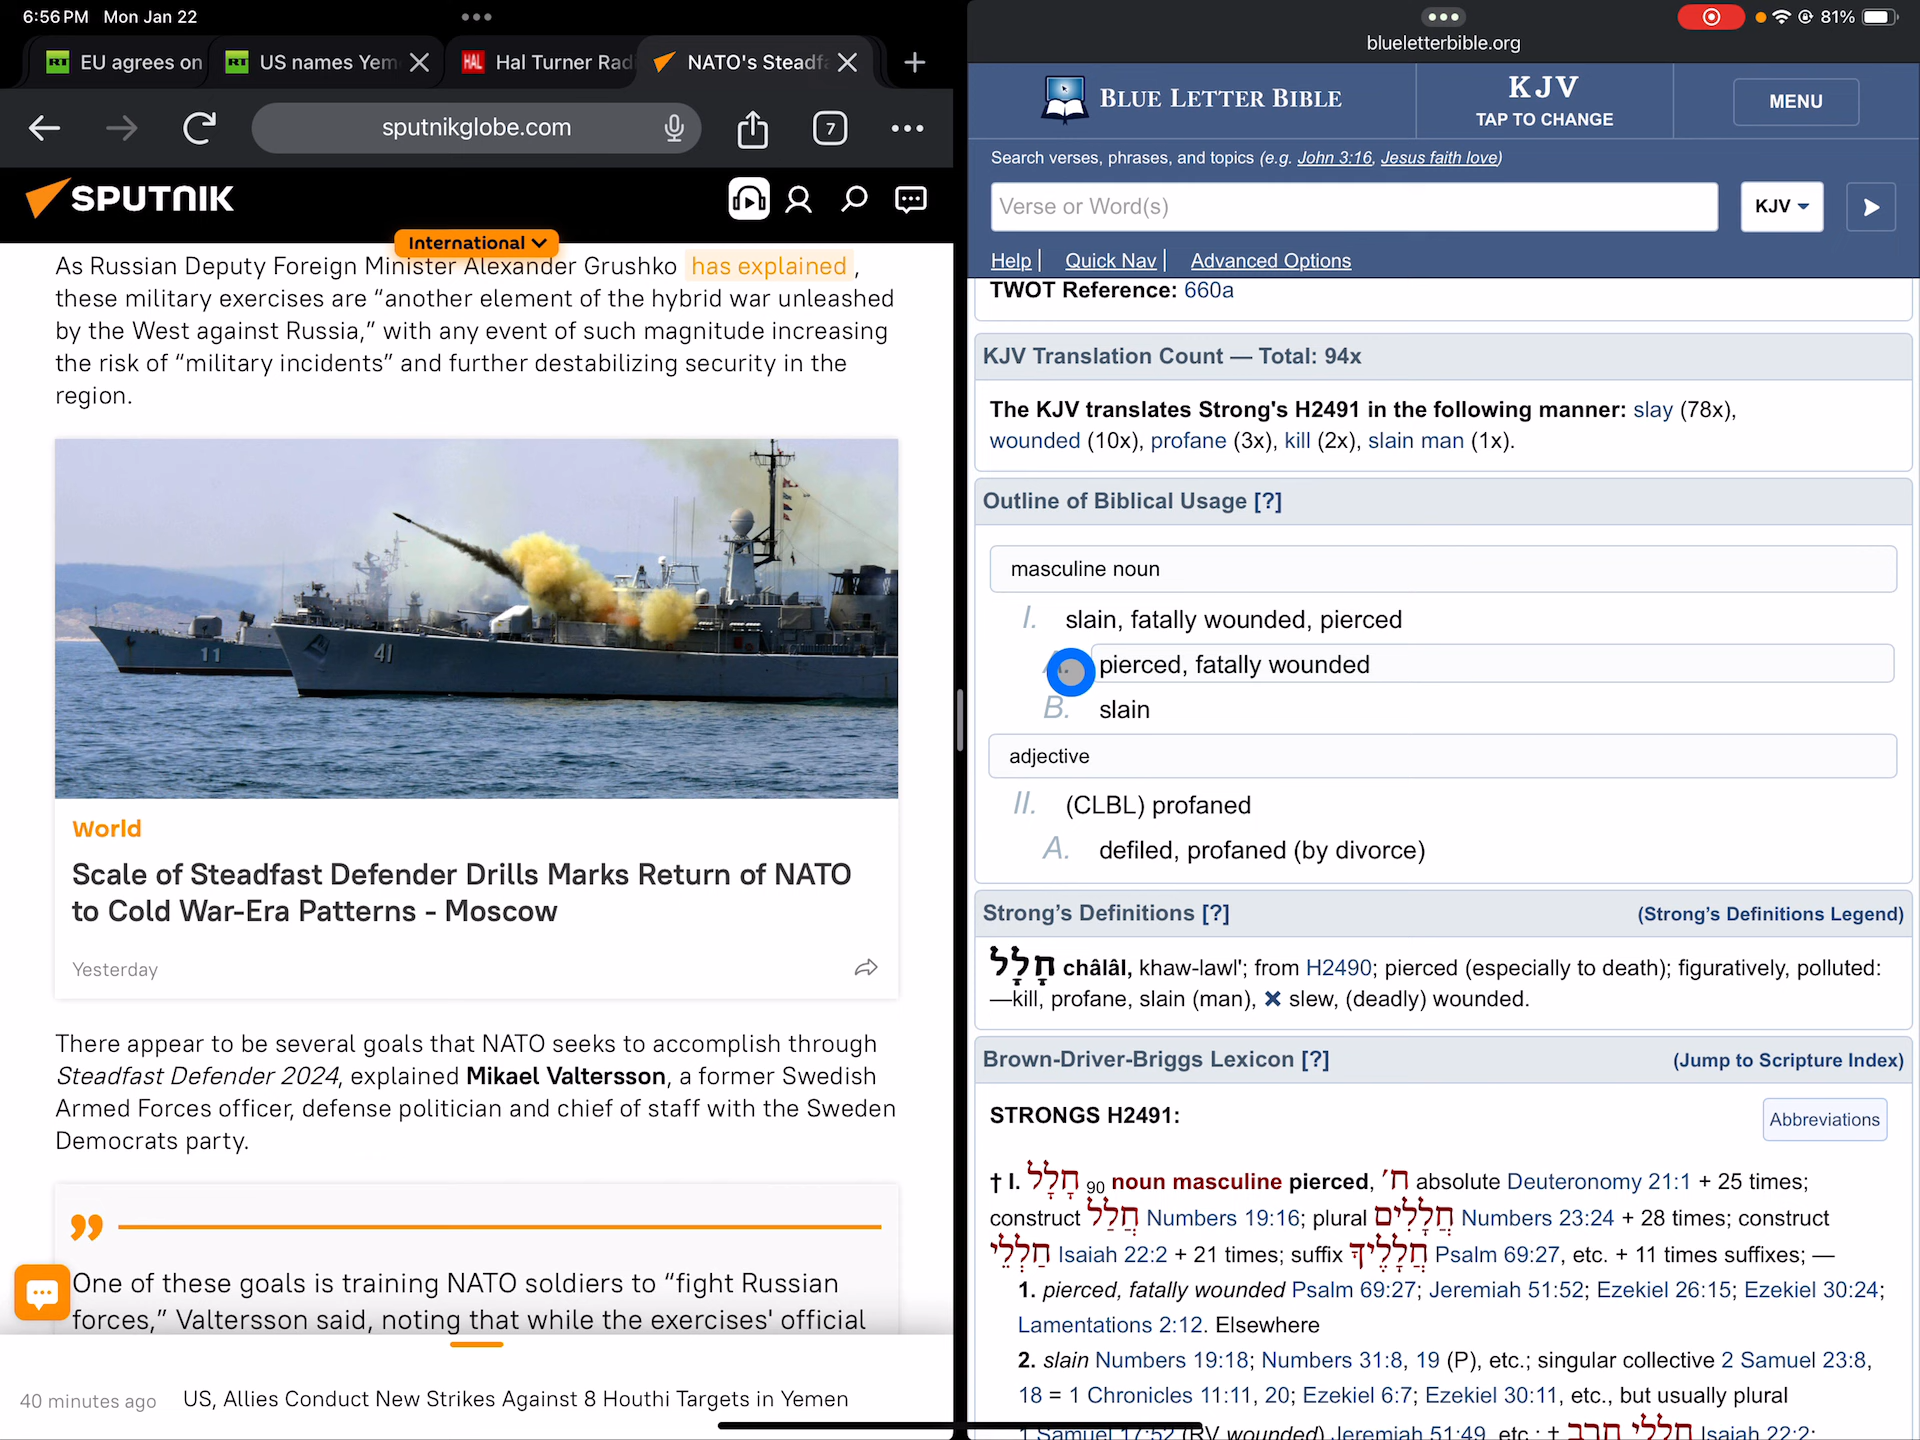 6:56 PM Mon Jan 22
EU agrees on
US names Yem
Hal Turner Rad
NATO's Steadfa
sputnikglobe.com
7
SPUTNIK
International
As Russian Deputy Foreign Minister Alexander Grushko has explained ,
these military exercises are “another element of the hybrid war unleashed
by the West against Russia,” with any event of such magnitude increasing
the risk of “military incidents” and further destabilizing security in the
region.
11
41
World
Scale of Steadfast Defender Drills Marks Return of NATO
to Cold War-Era Patterns - Moscow
Yesterday
There appear to be several goals that NATO seeks to accomplish through
Steadfast Defender 2024, explained Mikael Valtersson, a former Swedish
Armed Forces officer, defense politician and chief of staff with the Sweden
Democrats party.
One of these goals is training NATO soldiers to “fight Russian
forces,” Valtersson said, noting that while the exercises' official
40 minutes ago US, Allies Conduct New Strikes Against 8 Houthi Targets in Yemen
81%
blueletterbible.org
BLUE LETTER BIBLE
KJV
TAP TO CHANGE
MENU
Search verses, phrases, and topics (e.g. John 3:16, Jesus faith love)
Verse or Word(s)
KJV
Help | Quick Nav | Advanced Options
TWOT Reference: 660a
KJV Translation Count — Total: 94x
The KJV translates Strong's H2491 in the following manner: slay (78x),
wounded (10x), profane (3x), kill (2x), slain man (1x).
Outline of Biblical Usage [?]
masculine noun
I. slain, fatally wounded, pierced
pierced, fatally wounded
B. slain
adjective
II. (CLBL) profaned
A. defiled, profaned (by divorce)
Strong’s Definitions [?] (Strong’s Definitions Legend)
חָלָל châlâl, khaw-lawl'; from H2490; pierced (especially to death); figuratively, polluted:
—kill, profane, slain (man), × slew, (deadly) wounded.
Brown-Driver-Briggs Lexicon [?] (Jump to Scripture Index)
STRONGS H2491:
Abbreviations
† I. חָלָל 90 noun masculine pierced, ח׳ absolute Deuteronomy 21:1 + 25 times;
construct חֲלַל Numbers 19:16; plural חֲלָלִים Numbers 23:24 + 28 times; construct
חַלְלֵי Isaiah 22:2 + 21 times; suffix חֲלָלֶיךָ Psalm 69:27, etc. + 11 times suffixes; —
1. pierced, fatally wounded Psalm 69:27; Jeremiah 51:52; Ezekiel 26:15; Ezekiel 30:24;
Lamentations 2:12. Elsewhere
2. slain Numbers 19:18; Numbers 31:8, 19 (P), etc.; singular collective 2 Samuel 23:8,
18 = 1 Chronicles 11:11, 20; Ezekiel 6:7; Ezekiel 30:11, etc., but usually plural
1 Samuel 17:52 (RV wounded) Jeremiah 51:49, etc.; † חַלְלֵי חֶרֶב Isaiah 22:2;